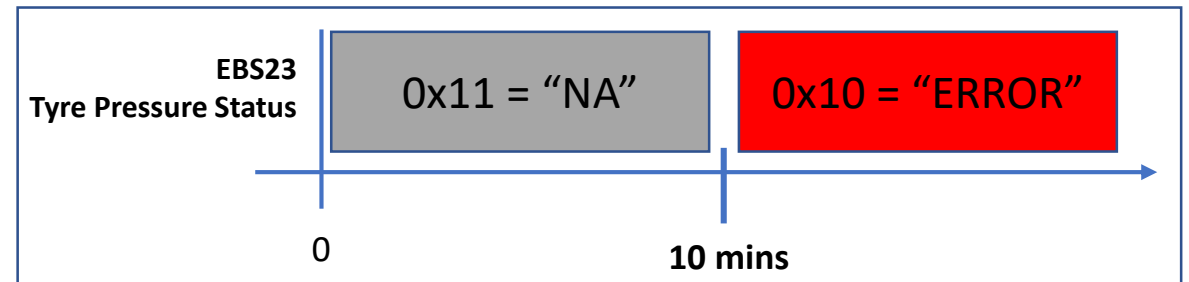 EBS23
Tyre Pressure Status
0x11 = “NA”
0x10 = “ERROR”
0
10 mins